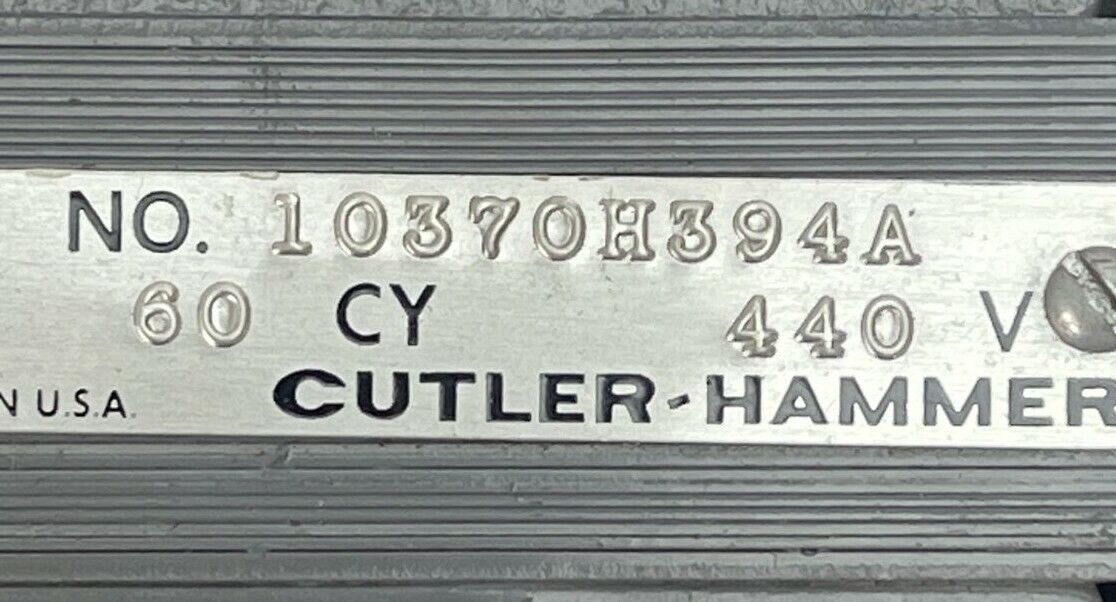 NO. 10370H394A
60 CY 440 V
N U.S.A. CUTLER-HAMMER